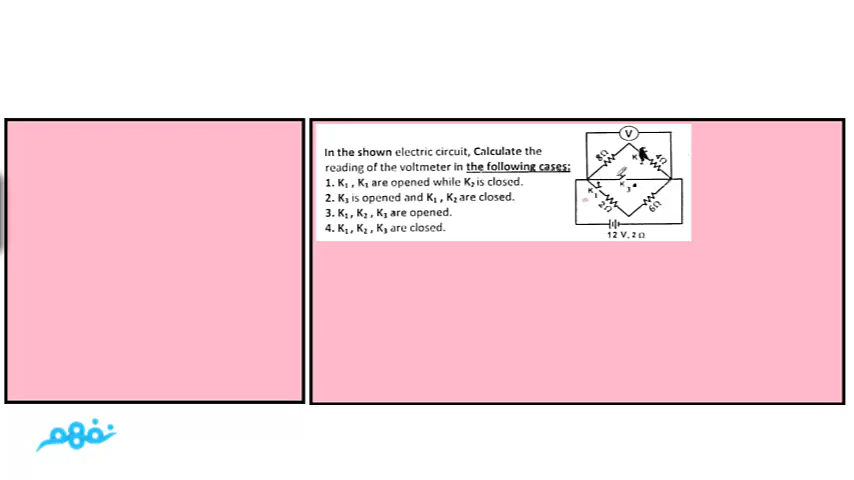 In the shown electric circuit, Calculate the
reading of the voltmeter in the following cases:
1. K₁ , K₃ are opened while K₂ is closed.
2. K₃ is opened and K₁ , K₂ are closed.
3. K₁ , K₂ , K₃ are opened.
4. K₁ , K₂ , K₃ are closed.
V
8Ω
K
4Ω
K
3
K
1
2Ω
6Ω
12 V, 2 Ω
نفهم